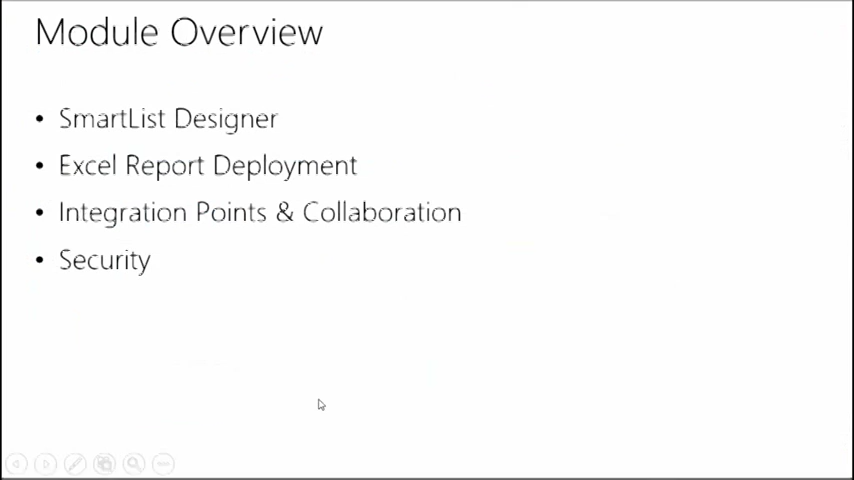 Module Overview
• SmartList Designer
• Excel Report Deployment
• Integration Points & Collaboration
• Security